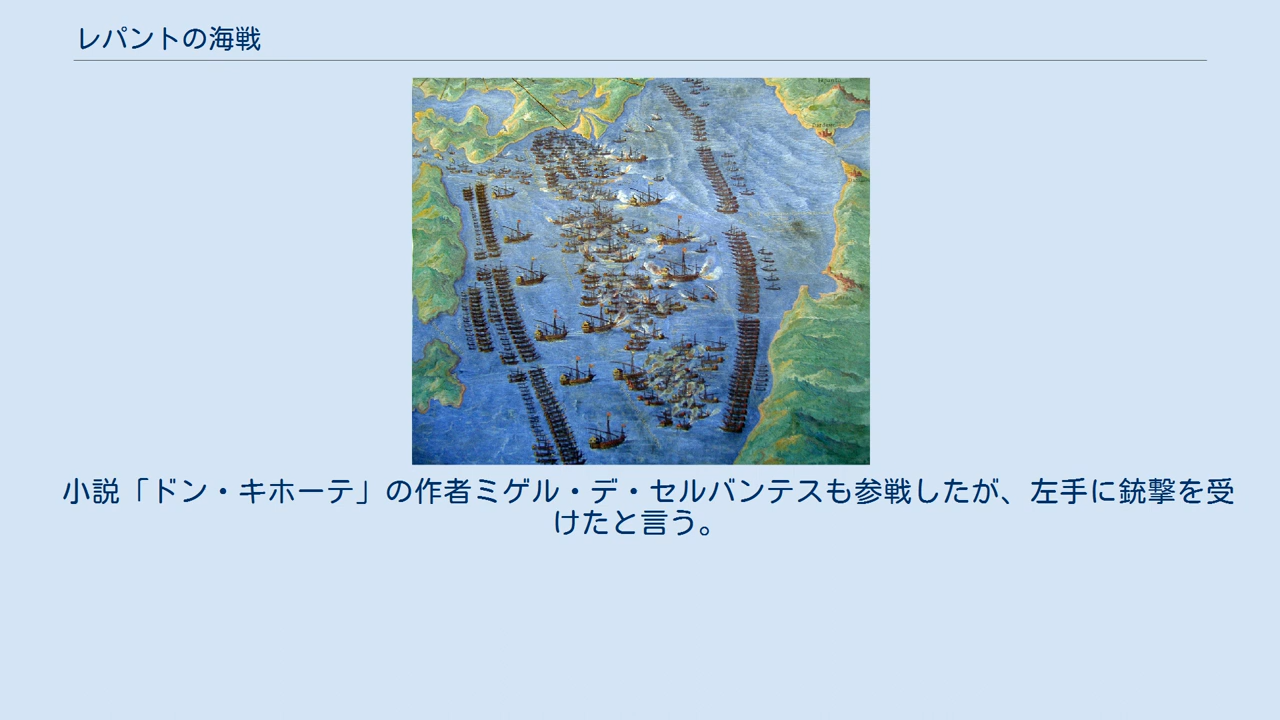 レパントの海戦
小説「ドン・キホーテ」の作者ミゲル・デ・セルバンテスも参戦したが、左手に銃撃を受
けたと言う。